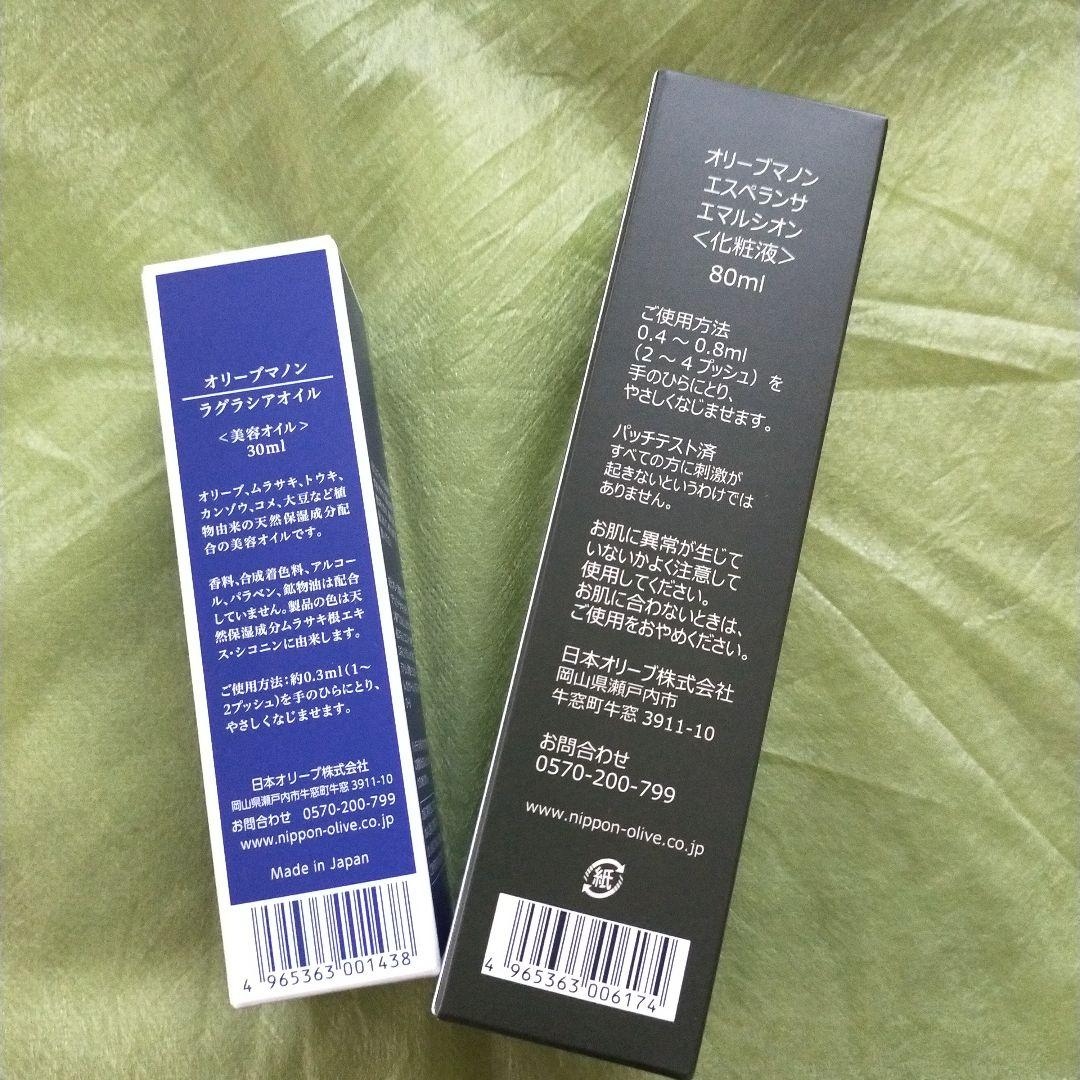 オリーブマノン
ラグラシアオイル
＜美容オイル＞
30ml
オリーブ、ムラサキ、トウキ、
カンゾウ、コメ、大豆など植
物由来の天然保湿成分配
合の美容オイルです。
香料、合成着色料、アルコー
ル、パラベン、鉱物油は配合
していません。製品の色は天
然保湿成分ムラサキ根エキ
ス・シコニンに由来します。
ご使用方法：約0.3ml（1～
2プッシュ）を手のひらにとり、
やさしくなじませます。
日本オリーブ株式会社
岡山県瀬戸内市牛窓町牛窓 3911-10
お問合わせ 0570-200-799
www.nippon-olive.co.jp
Made in Japan
4 965363 001438
オリーブマノン
エスペランサ
エマルシオン
＜化粧液＞
80ml
ご使用方法
0.4 ～ 0.8ml
（2 ～ 4 プッシュ）を
手のひらにとり、
やさしくなじませます。
パッチテスト済
すべての方に刺激が
起きないというわけでは
ありません。
お肌に異常が生じて
いないかよく注意して
使用してください。
お肌に合わないときは、
ご使用をおやめください。
日本オリーブ株式会社
岡山県瀬戸内市
牛窓町牛窓 3911-10
お問合わせ
0570-200-799
www.nippon-olive.co.jp
紙
4 965363 006174